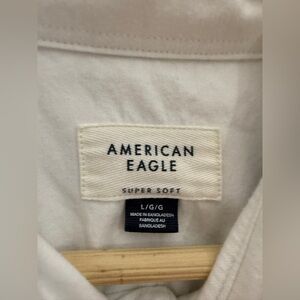 AMERICAN
EAGLE
SUPER SOFT
L/G/G
MADE IN BANGLADESH
FABRIQUÉ AU
BANGLADESH